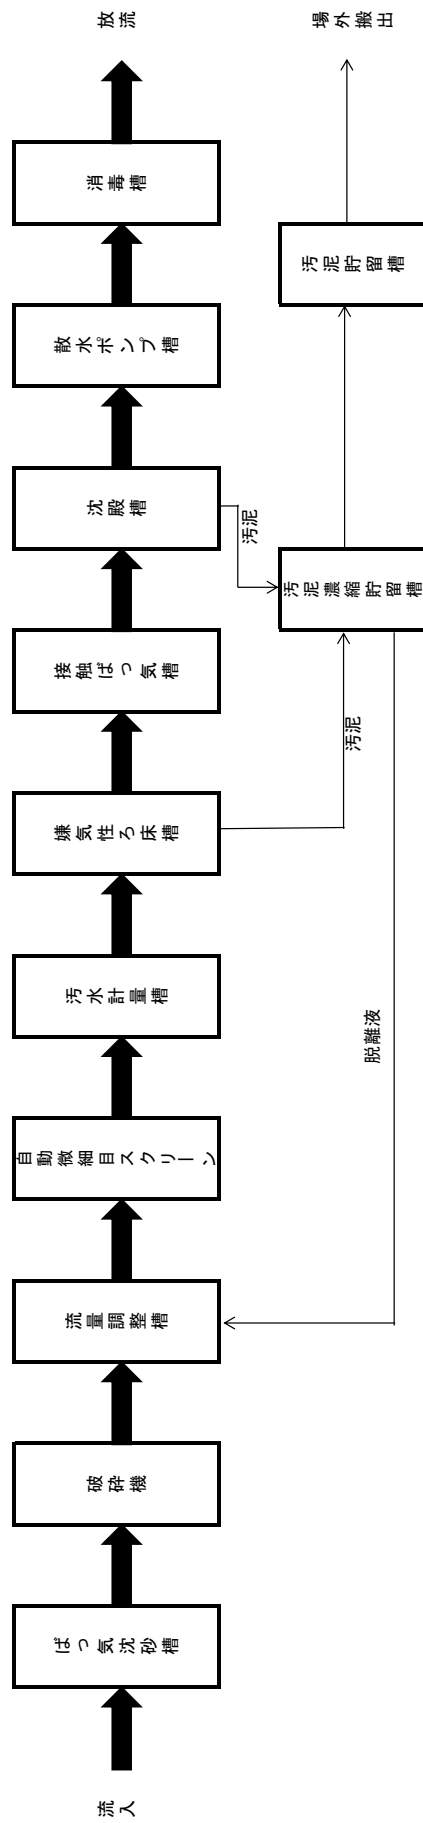 流入
ばっ気沈砂槽
破砕機
流量調整槽
自動微細目スクリーン
汚水計量槽
嫌気性ろ床槽
接触ばっ気槽
沈殿槽
散水ポンプ槽
消毒槽
放流
脱離液
汚泥
汚泥
汚泥濃縮貯留槽
汚泥貯留槽
場外搬出